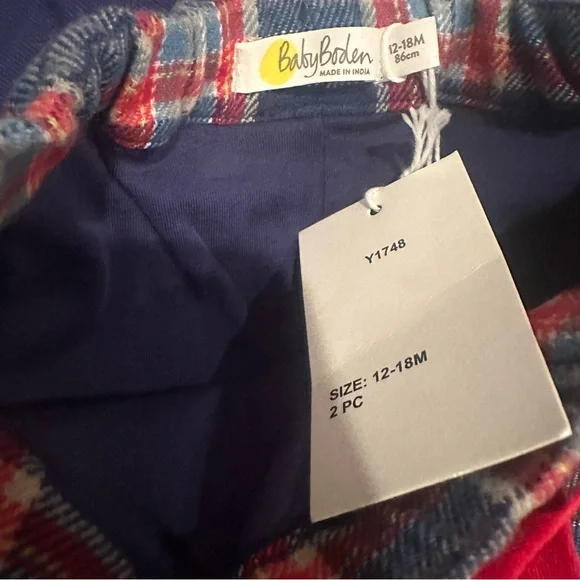 BabyBoden
MADE IN INDIA
12-18M
86cm
Y1748
SIZE: 12-18M
2 PC